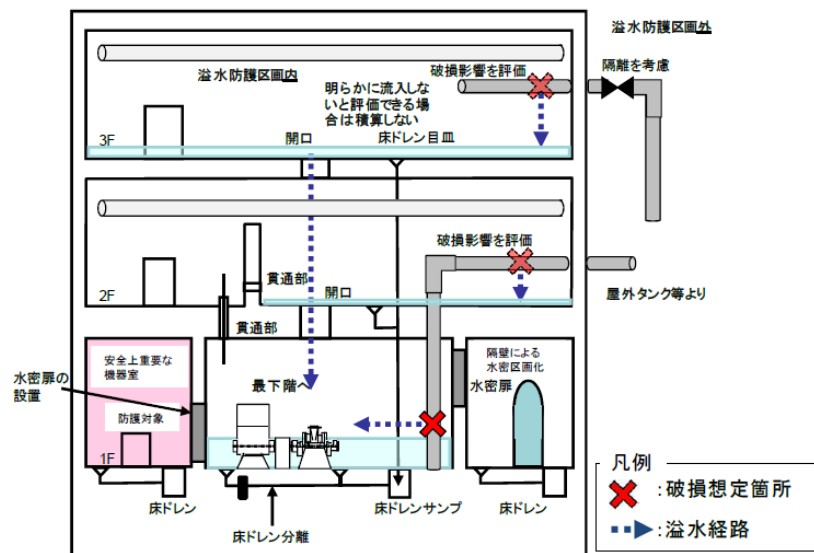 溢水防護区画外
溢水防護区画内
破損影響を評価
隔離を考慮
明らかに流入しな
いと評価できる場
合は積算しない
3F
開口
床ドレン目皿
破損影響を評価
2F
貫通部
開口
屋外タンク等より
貫通部
安全上重要な
機器室
隔壁による
水密区画化
水密扉の
設置
最下階へ
水密扉
防護対象
1F
凡例
床ドレン
床ドレンサンプ
床ドレン
:破損想定箇所
床ドレン分離
:溢水経路